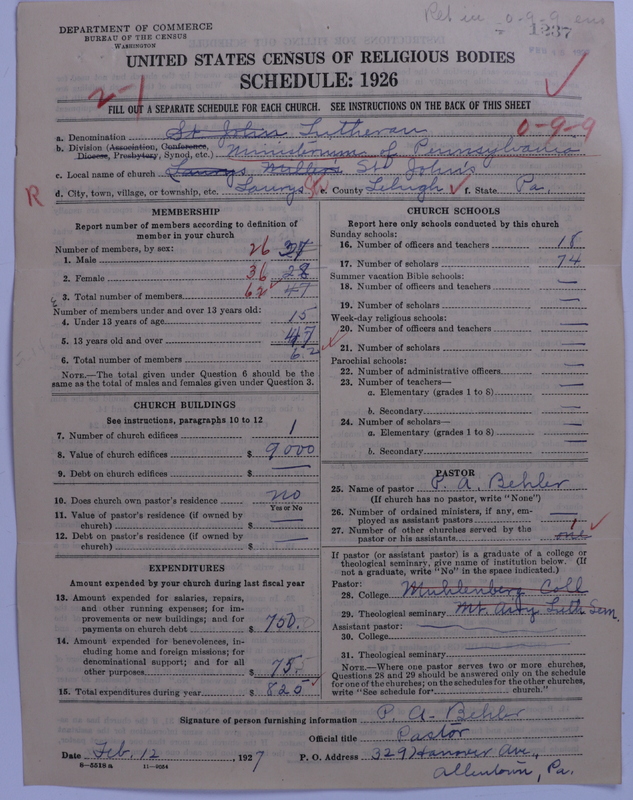 Ret in 0-9-9
1237
DEPARTMENT OF COMMERCE
BUREAU OF THE CENSUS
WASHINGTON
UNITED STATES CENSUS OF RELIGIOUS BODIES
SCHEDULE: 1926
2-1
FILL OUT A SEPARATE SCHEDULE FOR EACH CHURCH. SEE INSTRUCTIONS ON THE BACK OF THIS SHEET
a. Denomination St John's Lutheran 0-9-9
b. Division (Association, Conference, Diocese, Presbytery, Synod, etc.) Ministerium of Pennsylvania
c. Local name of church Laurys, Millers St John's
R d. City, town, village, or township, etc. Laurys e. County Lehigh f. State Pa.
MEMBERSHIP
Report number of members according to definition of member in your church
Number of members, by sex:
1. Male 26
2. Female 36 28
3. Total number of members 62 47
Number of members under and over 13 years old:
4. Under 13 years of age 15
5. 13 years old and over 47
6. Total number of members 62
NOTE.—The total given under Question 6 should be the same as the total of males and females given under Question 3.
CHURCH BUILDINGS
See instructions, paragraphs 10 to 12
7. Number of church edifices 1
8. Value of church edifices $ 9000
9. Debt on church edifices $ —
10. Does church own pastor's residence no
Yes or No
11. Value of pastor's residence (if owned by church) $ —
12. Debt on pastor's residence (if owned by church) $ —
EXPENDITURES
Amount expended by your church during last fiscal year
13. Amount expended for salaries, repairs, and other running expenses; for improvements or new buildings; and for payments on church debt $ 750.
14. Amount expended for benevolences, including home and foreign missions; for denominational support; and for all other purposes $ 75.
15. Total expenditures during year $ 825
CHURCH SCHOOLS
Report here only schools conducted by this church
Sunday schools:
16. Number of officers and teachers 18
17. Number of scholars 74
Summer vacation Bible schools:
18. Number of officers and teachers —
19. Number of scholars —
Week-day religious schools:
20. Number of officers and teachers —
21. Number of scholars —
Parochial schools:
22. Number of administrative officers —
23. Number of teachers—
a. Elementary (grades 1 to 8) —
b. Secondary —
24. Number of scholars—
a. Elementary (grades 1 to 8) —
b. Secondary —
PASTOR
25. Name of pastor P. A. Behler
(If church has no pastor, write "None")
26. Number of ordained ministers, if any, employed as assistant pastors —
27. Number of other churches served by the pastor or his assistants 1 one
If pastor (or assistant pastor) is a graduate of a college or theological seminary, give name of institution below. (If not a graduate, write "No" in the space indicated.)
Pastor:
28. College Muhlenberg Coll
29. Theological seminary Mt. Airy Luth Sem.
Assistant pastor:
30. College
31. Theological seminary
NOTE.—Where one pastor serves two or more churches, Questions 28 and 29 should be answered only on the schedule for one of the churches; on the schedules for the other churches, write "See schedule for church."
Signature of person furnishing information P. A. Behler
Official title Pastor
Date Feb. 12, 1927 P. O. Address 329 Hanover Ave.,
Allentown, Pa.
8—5518 a 11—9054